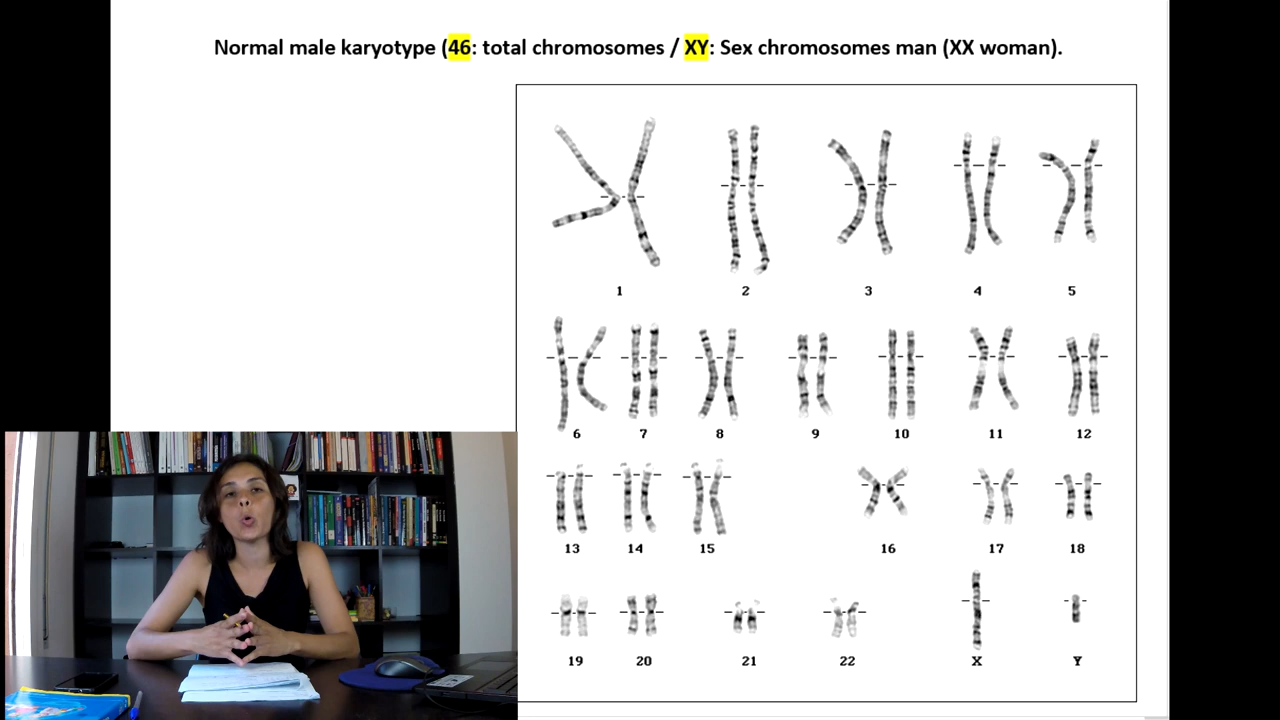 Normal male karyotype (46: total chromosomes / XY: Sex chromosomes man (XX woman).
1 2 3 4 5
6 7 8 9 10 11 12
13 14 15 16 17 18
19 20 21 22 X Y